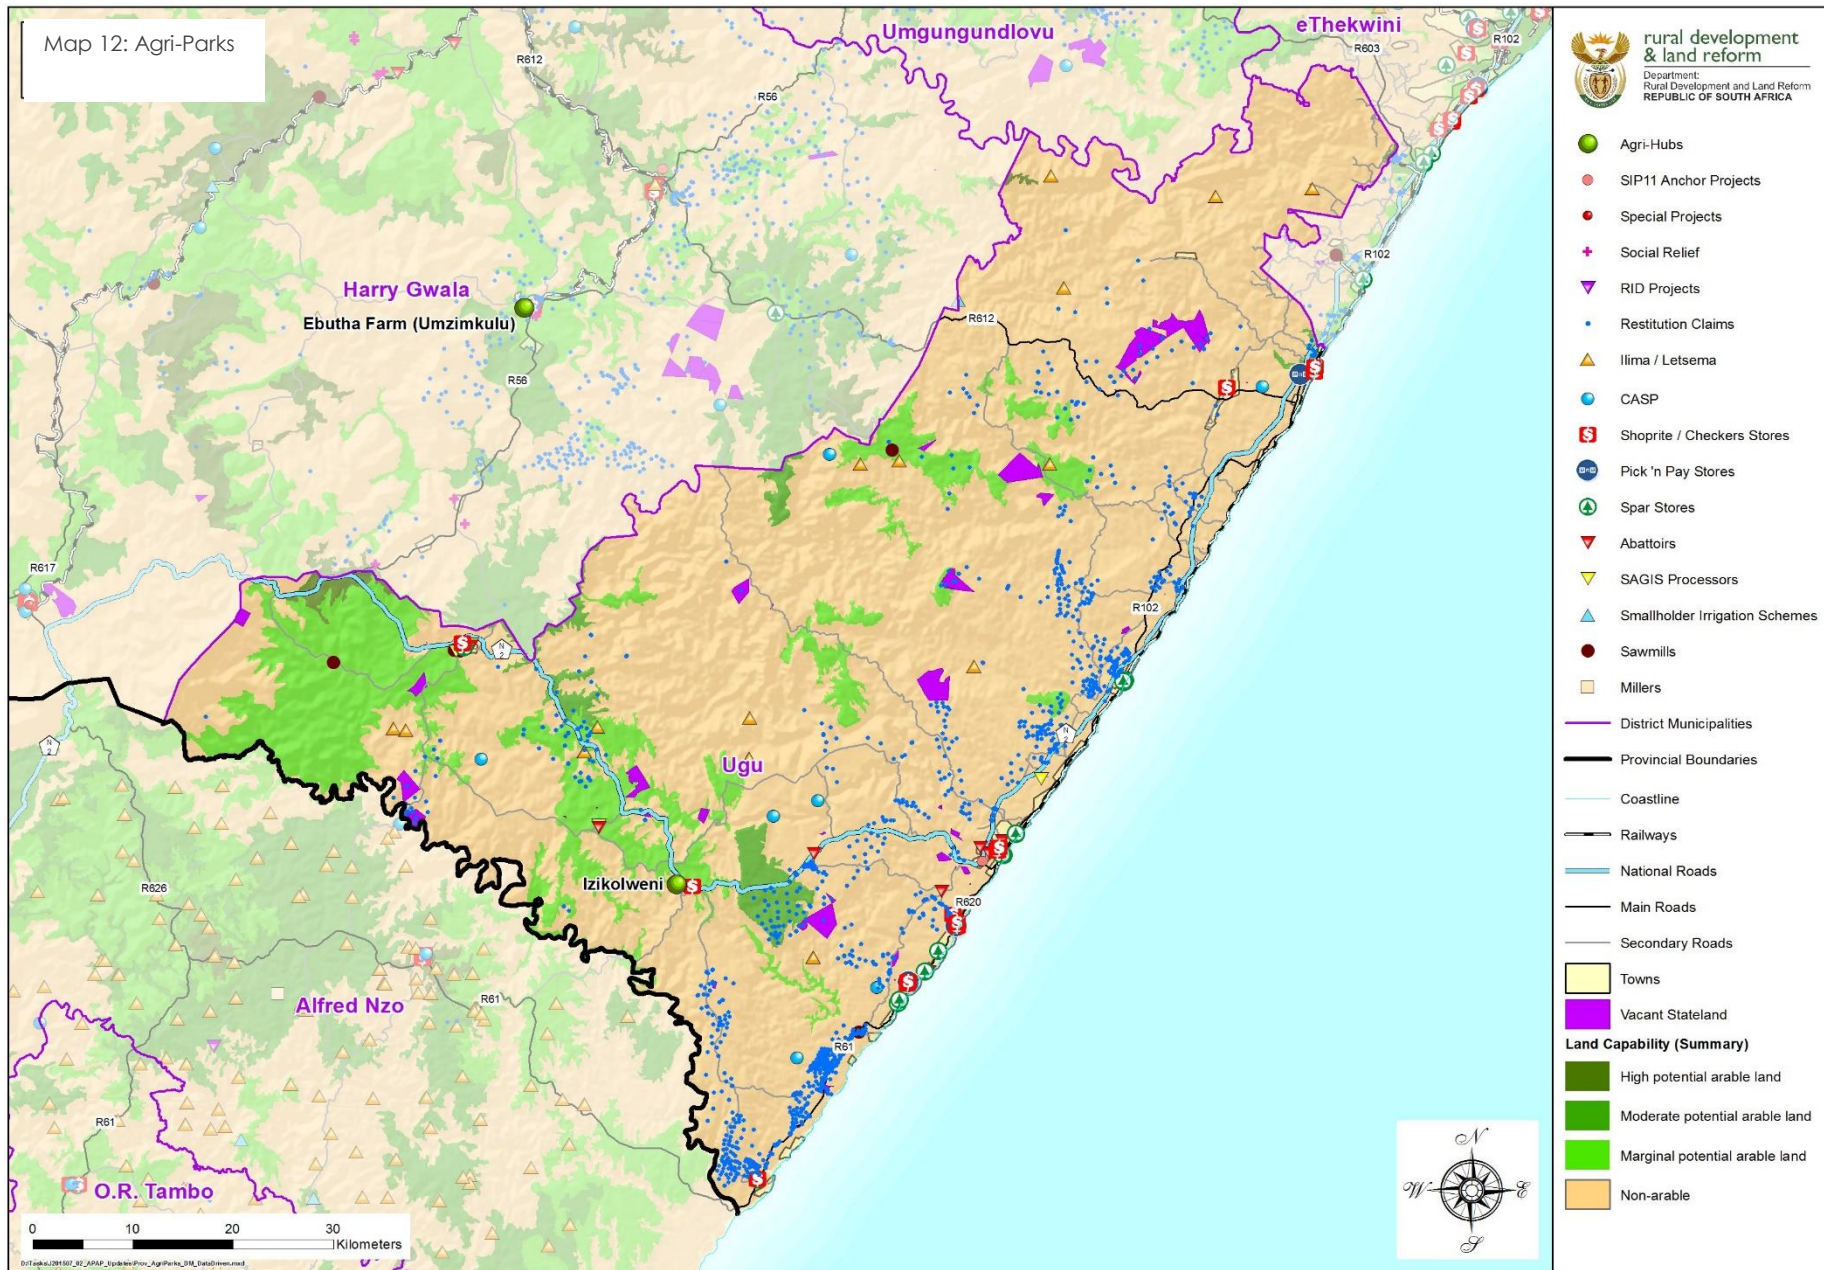 Map 12: Agri-Parks
Umgungundlovu
eThekwini
R603
R102
R612
R56
R102
Harry Gwala
Ebutha Farm (Umzimkulu)
R612
R56
R617
N
2
R102
N
2
N
2
Ugu
Izikolweni
R626
R620
Alfred Nzo
R61
R61
R61
O.R. Tambo
0 10 20 30
Kilometers
N
W
E
S
rural development
& land reform
Department:
Rural Development and Land Reform
REPUBLIC OF SOUTH AFRICA
Agri-Hubs
SIP11 Anchor Projects
Special Projects
Social Relief
RID Projects
Restitution Claims
Ilima / Letsema
CASP
Shoprite / Checkers Stores
Pick 'n Pay Stores
Spar Stores
Abattoirs
SAGIS Processors
Smallholder Irrigation Schemes
Sawmills
Millers
District Municipalities
Provincial Boundaries
Coastline
Railways
National Roads
Main Roads
Secondary Roads
Towns
Vacant Stateland
Land Capability (Summary)
High potential arable land
Moderate potential arable land
Marginal potential arable land
Non-arable